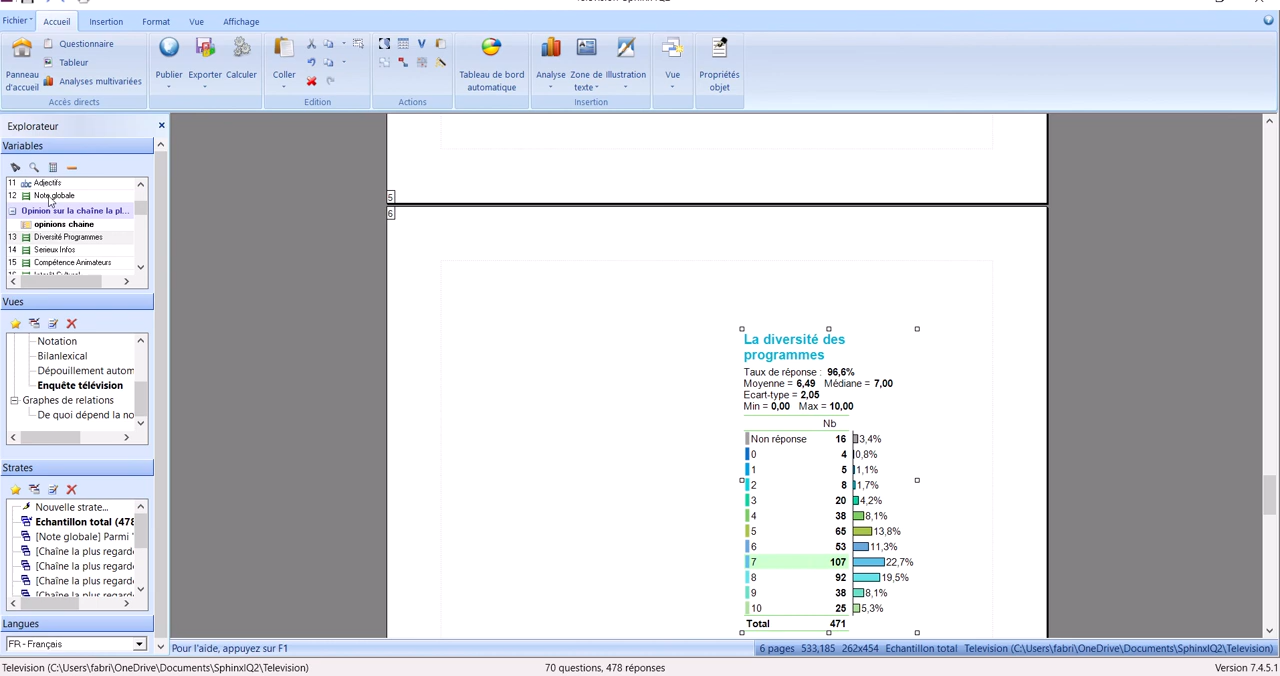 Fichier
Accueil
Insertion
Format
Vue
Affichage
Panneau d'accueil
Questionnaire
Tableur
Analyses multivariées
Accès directs
Publier
Exporter
Calculer
Coller
Edition
Actions
Tableau de bord automatique
Analyse
Zone de texte
Illustration
Insertion
Vue
Propriétés objet
Explorateur
Variables
11 abc Adjectifs
12 Note globale
Opinion sur la chaîne la pl...
opinions chaine
13 Diversité Programmes
14 Serieux Infos
15 Compétence Animateurs
Vues
Notation
Bilanlexical
Dépouillement autom
Enquête télévision
Graphes de relations
De quoi dépend la no
Strates
Nouvelle strate...
Echantillon total (478
[Note globale] Parmi "
[Chaîne la plus regard
[Chaîne la plus regard
[Chaîne la plus regard
[Chaîne la plus regard
Langues
FR - Français
5
6
La diversité des
programmes
Taux de réponse : 96,6%
Moyenne = 6,49 Médiane = 7,00
Ecart-type = 2,05
Min = 0,00 Max = 10,00
Nb
Non réponse 16 3,4%
0 4 0,8%
1 5 1,1%
2 8 1,7%
3 20 4,2%
4 38 8,1%
5 65 13,8%
6 53 11,3%
7 107 22,7%
8 92 19,5%
9 38 8,1%
10 25 5,3%
Total 471
Pour l'aide, appuyez sur F1
6 pages 533,185 262x454 Echantillon total Television (C:\Users\fabri\OneDrive\Documents\SphinxIQ2\Television)
Television (C:\Users\fabri\OneDrive\Documents\SphinxIQ2\Television)
70 questions, 478 réponses
Version 7.4.5.1